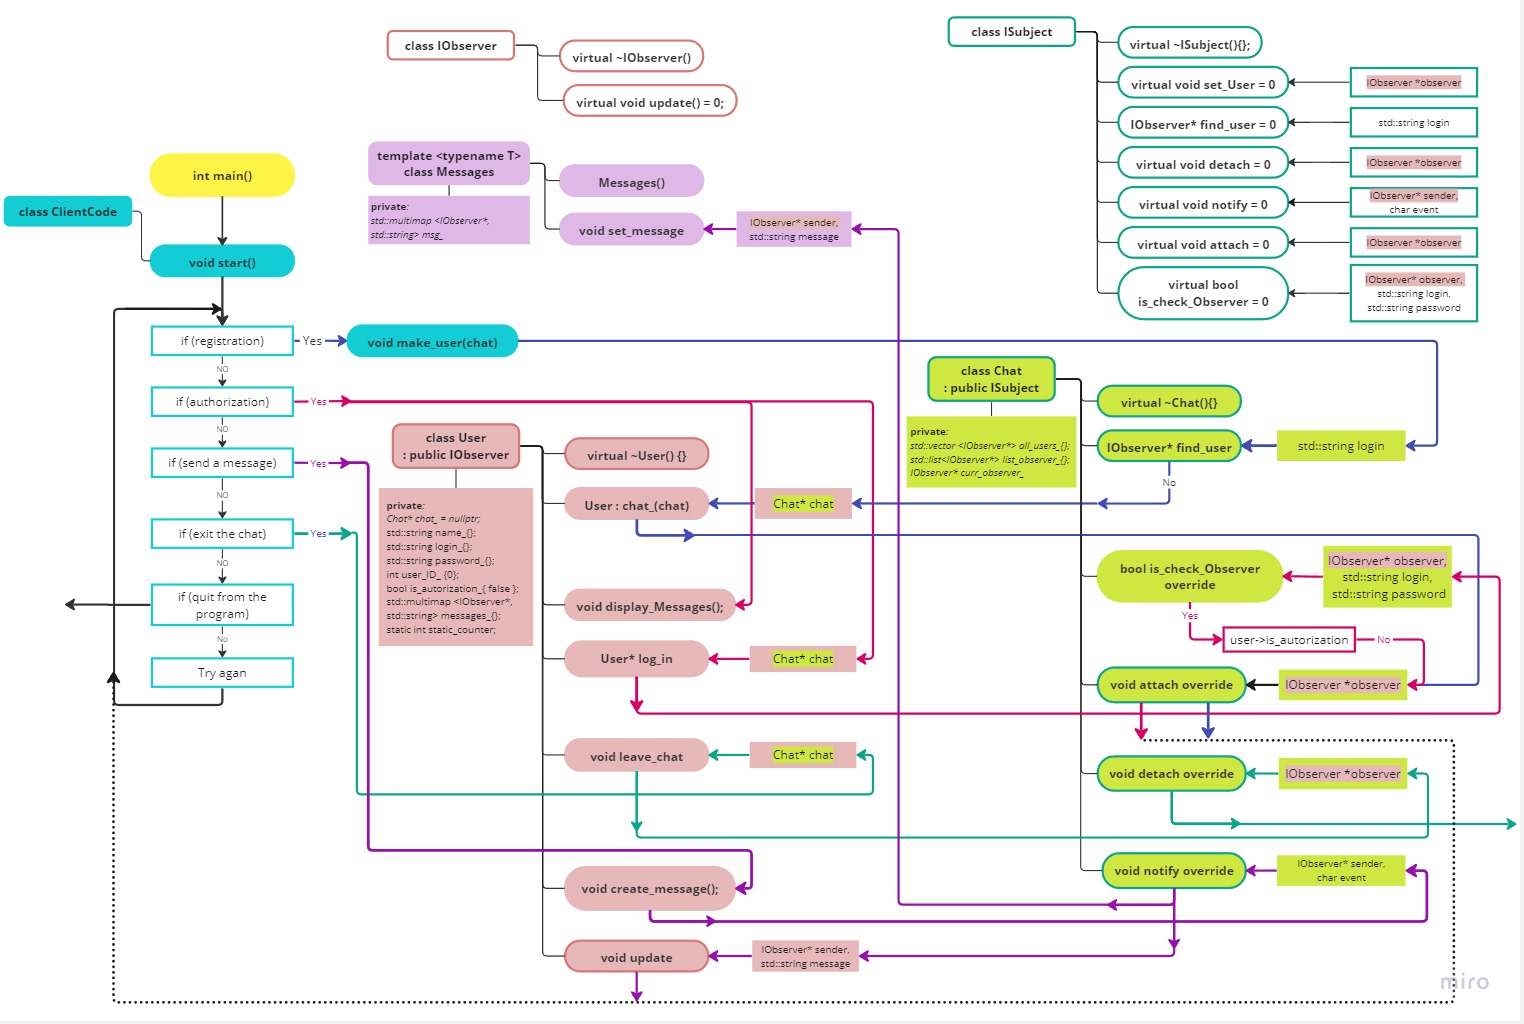 class IObserver
virtual ~IObserver()
virtual void update() = 0;
class ISubject
virtual ~ISubject(){};
virtual void set_User = 0
IObserver *observer
IObserver* find_user = 0
std::string login
virtual void detach = 0
IObserver *observer
virtual void notify = 0
IObserver* sender,
char event
virtual void attach = 0
IObserver *observer
virtual bool
is_check_Observer = 0
IObserver* observer,
std::string login,
std::string password
template <typename T>
class Messages
private:
std::multimap <IObserver*,
std::string> msg_
Messages()
void set_message
IObserver* sender,
std::string message
int main()
class ClientCode
void start()
if (registration)
Yes
void make_user(chat)
NO
if (authorization)
Yes
NO
if (send a message)
Yes
NO
if (exit the chat)
Yes
NO
if (quit from the
program)
No
Try agan
class User
: public IObserver
private:
Chat* chat_ = nullptr;
std::string name_{};
std::string login_{};
std::string password_{};
int user_ID_ {0};
bool is_autorization_{ false };
std::multimap <IObserver*,
std::string> messages_{};
static int static_counter;
virtual ~User() {}
User : chat_(chat)
Chat* chat
void display_Messages();
User* log_in
Chat* chat
void leave_chat
Chat* chat
void create_message();
void update
IObserver* sender,
std::string message
class Chat
: public ISubject
private:
std::vector <IObserver*> all_users_{};
std::list<IObserver*> list_observer_{};
IObserver* curr_observer_
virtual ~Chat(){}
IObserver* find_user
std::string login
No
bool is_check_Observer
override
IObserver* observer,
std::string login,
std::string password
Yes
user->is_autorization
No
void attach override
IObserver *observer
void detach override
IObserver *observer
void notify override
IObserver* sender,
char event
miro